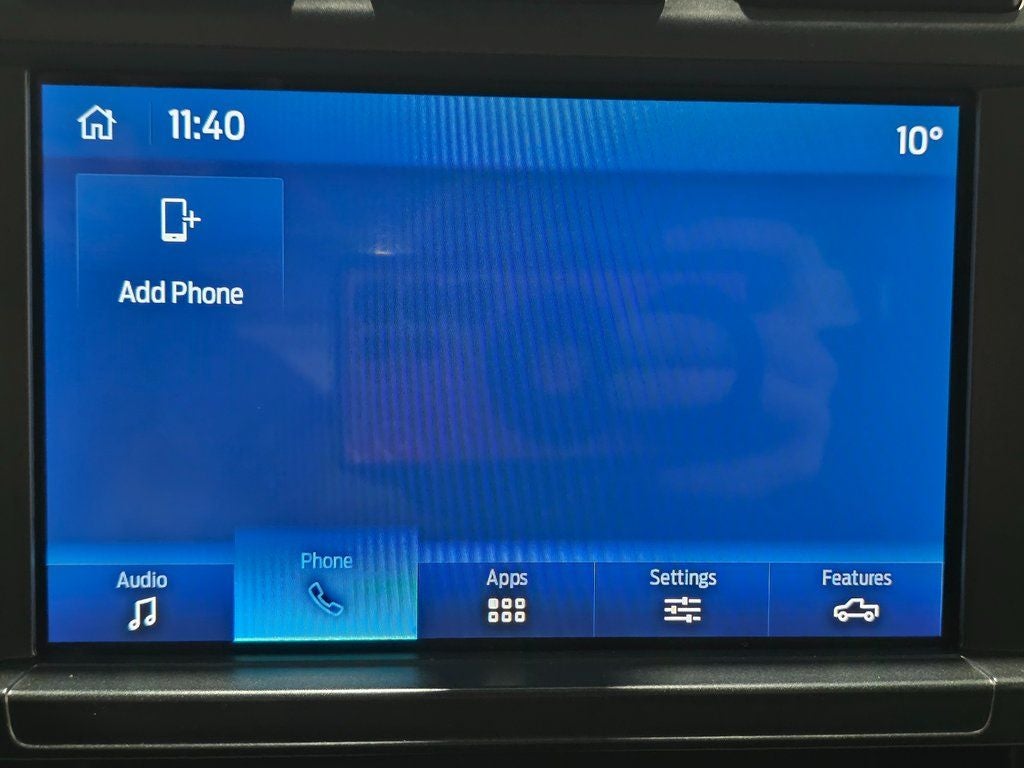 11:40
10°
Add Phone
Audio
Phone
Apps
Settings
Features